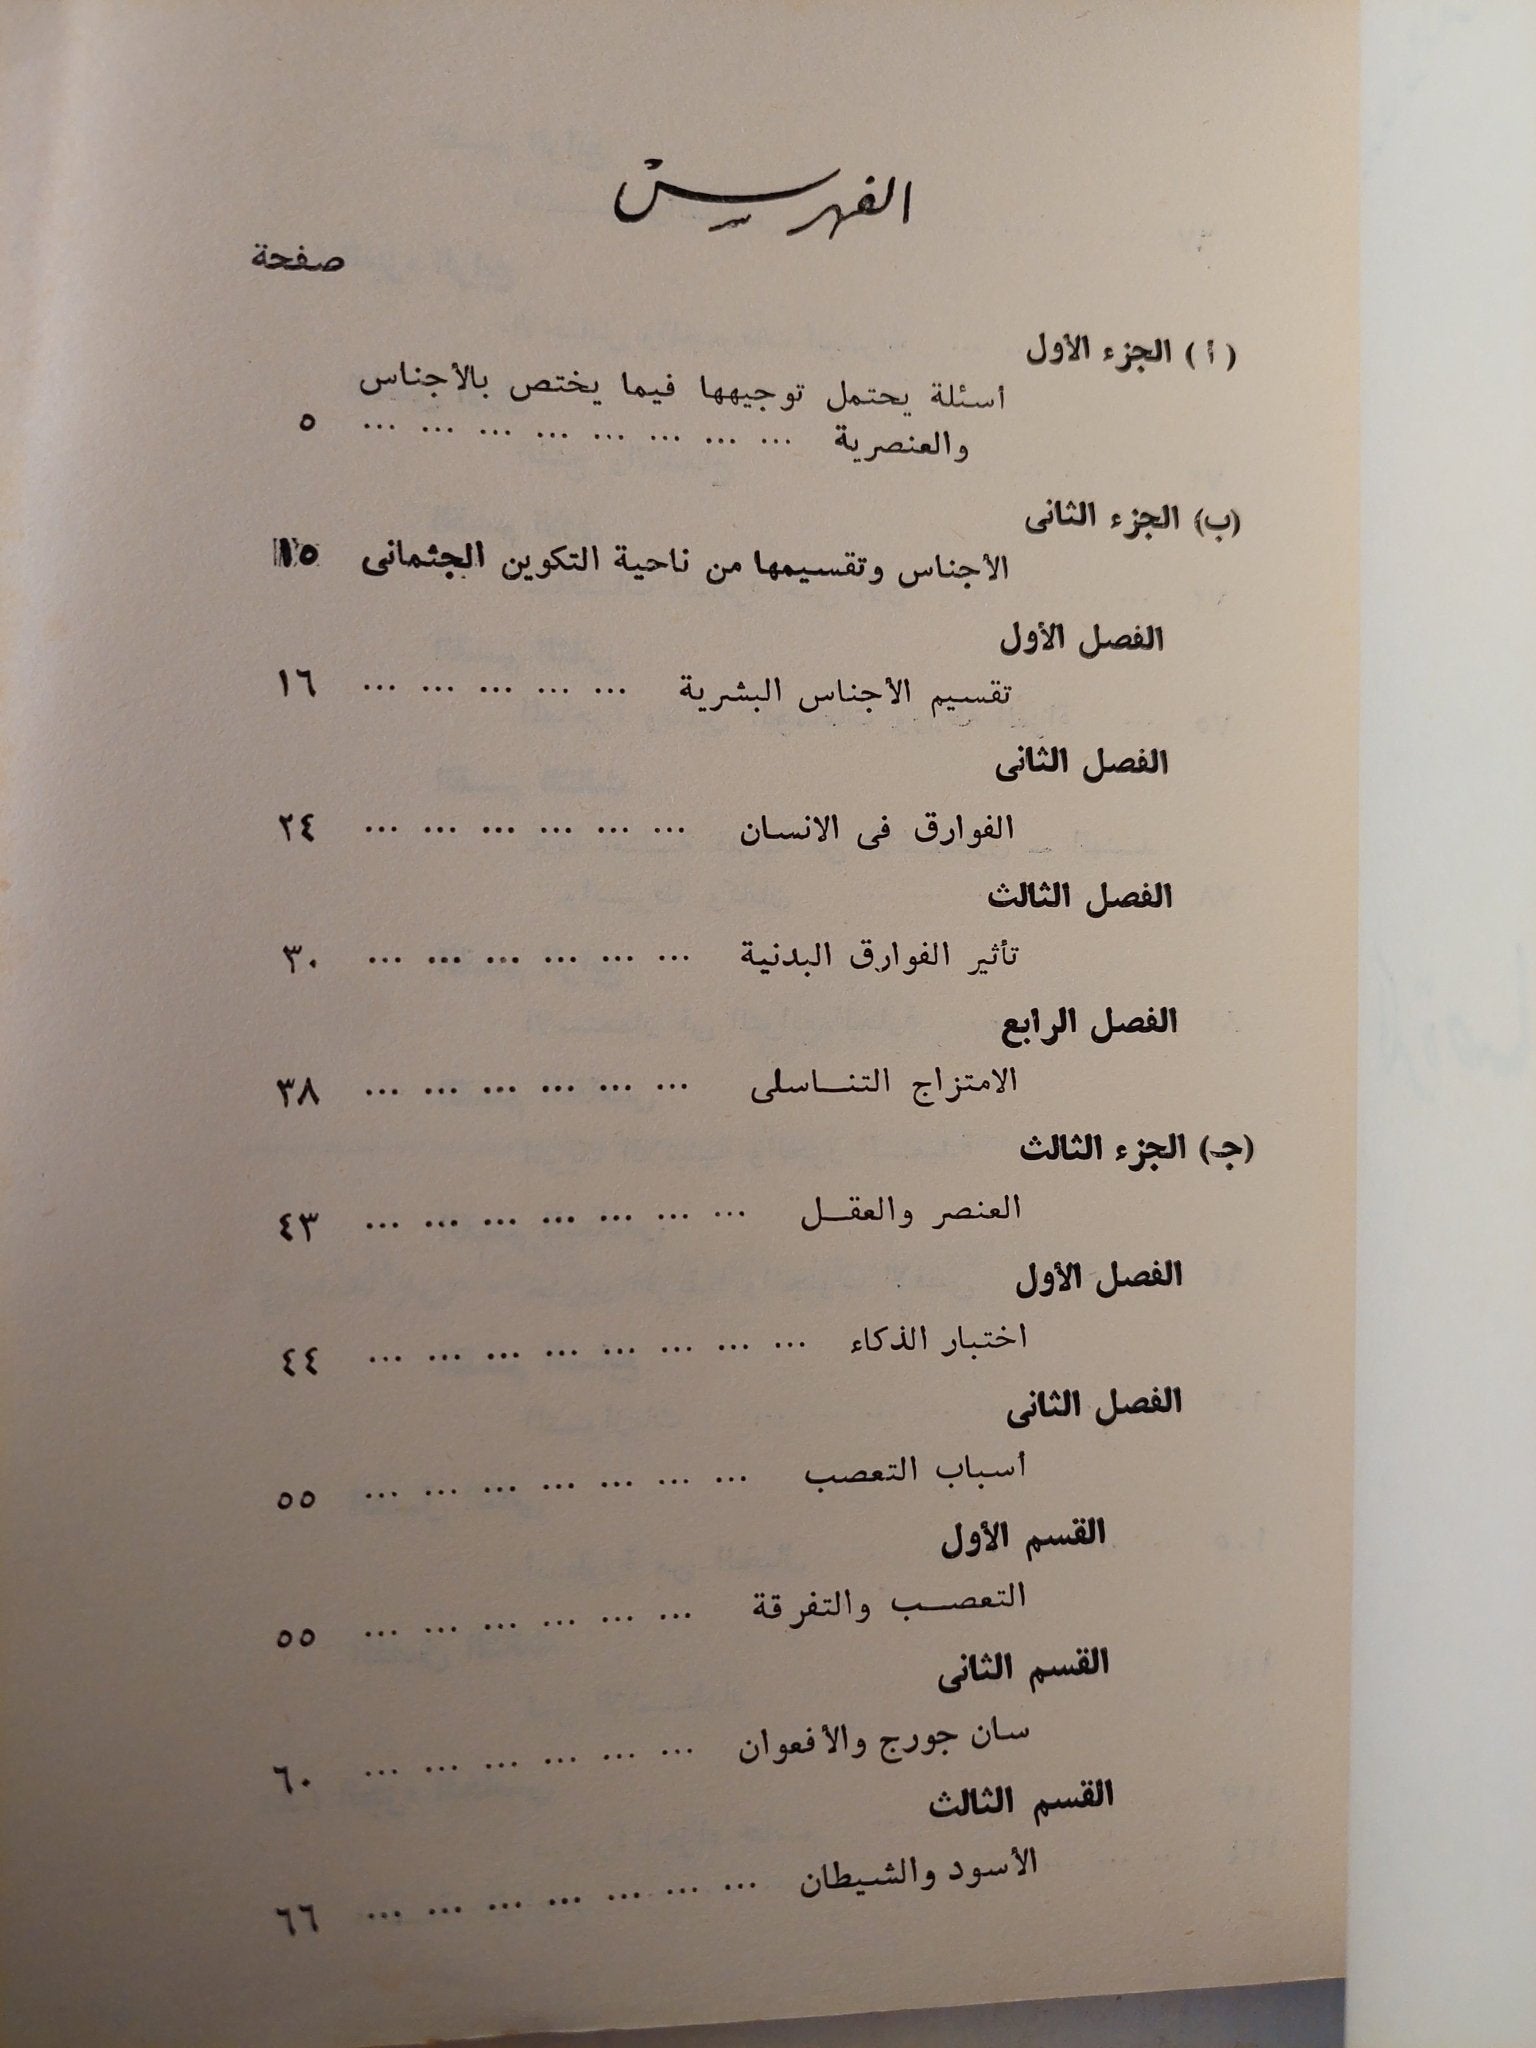 الفهرس
صفحة
( أ ) الجزء الأول
أسئلة يحتمل توجيهها فيما يختص بالأجناس
والعنصرية ... ... ... ... ... ... ... ... ٥
(ب) الجزء الثانى
الأجناس وتقسيمها من ناحية التكوين الجثمانى ١٥
الفصل الأول
تقسيم الأجناس البشرية ... ... ... ... ... ١٦
الفصل الثانى
الفوارق فى الانسان ... ... ... ... ... ... ٢٤
الفصل الثالث
تأثير الفوارق البدنية ... ... ... ... ... ... ٣٠
الفصل الرابع
الامتزاج التناسلى ... ... ... ... ... ... ٣٨
(جـ) الجزء الثالث
العنصر والعقل ... ... ... ... ... ... ... ٤٣
الفصل الأول
اختبار الذكاء ... ... ... ... ... ... ... ... ٤٤
الفصل الثانى
أسباب التعصب ... ... ... ... ... ... ... ٥٥
القسم الأول
التعصب والتفرقة ... ... ... ... ... ... ٥٥
القسم الثانى
سان جورج والأفعوان ... ... ... ... ... ... ٦٠
القسم الثالث
الأسود والشيطان ... ... ... ... ... ... ... ٦٦